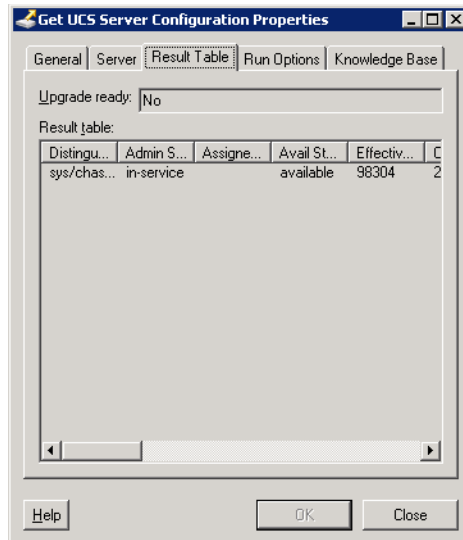 Get UCS Server Configuration Properties
General Server Result Table Run Options Knowledge Base
Upgrade ready: No
Result table:
Distingu... Admin S... Assigne... Avail St... Effectiv... C
sys/chas... in-service available 98304 2
Help OK Close